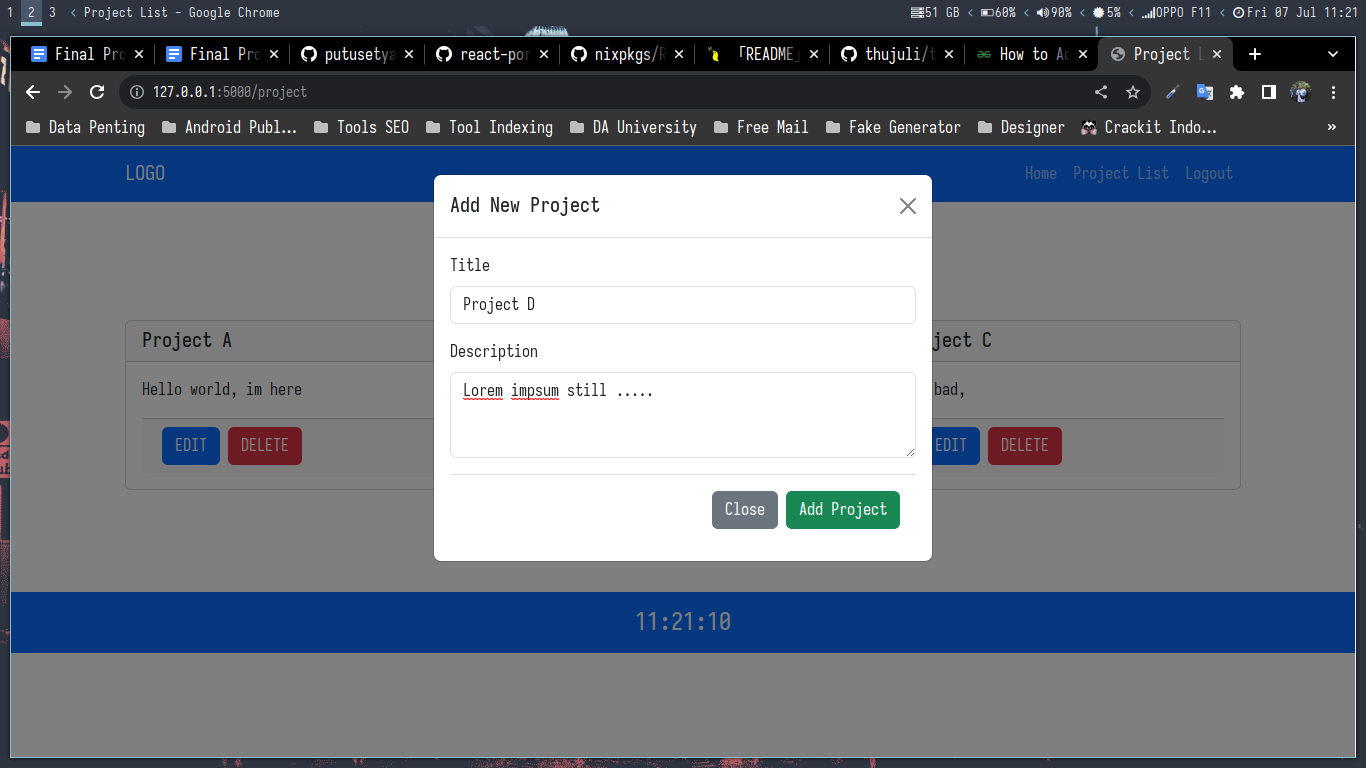 1 2 3 < Project List - Google Chrome 51 GB < 60% < 90% < 5% < OPPO F11 < Fri 07 Jul 11:21
Final Pro Final Pro putusetya react-por nixpkgs/R 「README」 thujuli/t How to Ad Project L
127.0.0.1:5000/project
Data Penting Android Publ... Tools SEO Tool Indexing DA University Free Mail Fake Generator Designer Crackit Indo... »
LOGO Home Project List Logout
Add New Project
Title
Project D
Description
Lorem impsum still .....
Close Add Project
Project A ject C
Hello world, im here bad,
EDIT DELETE EDIT DELETE
11:21:10